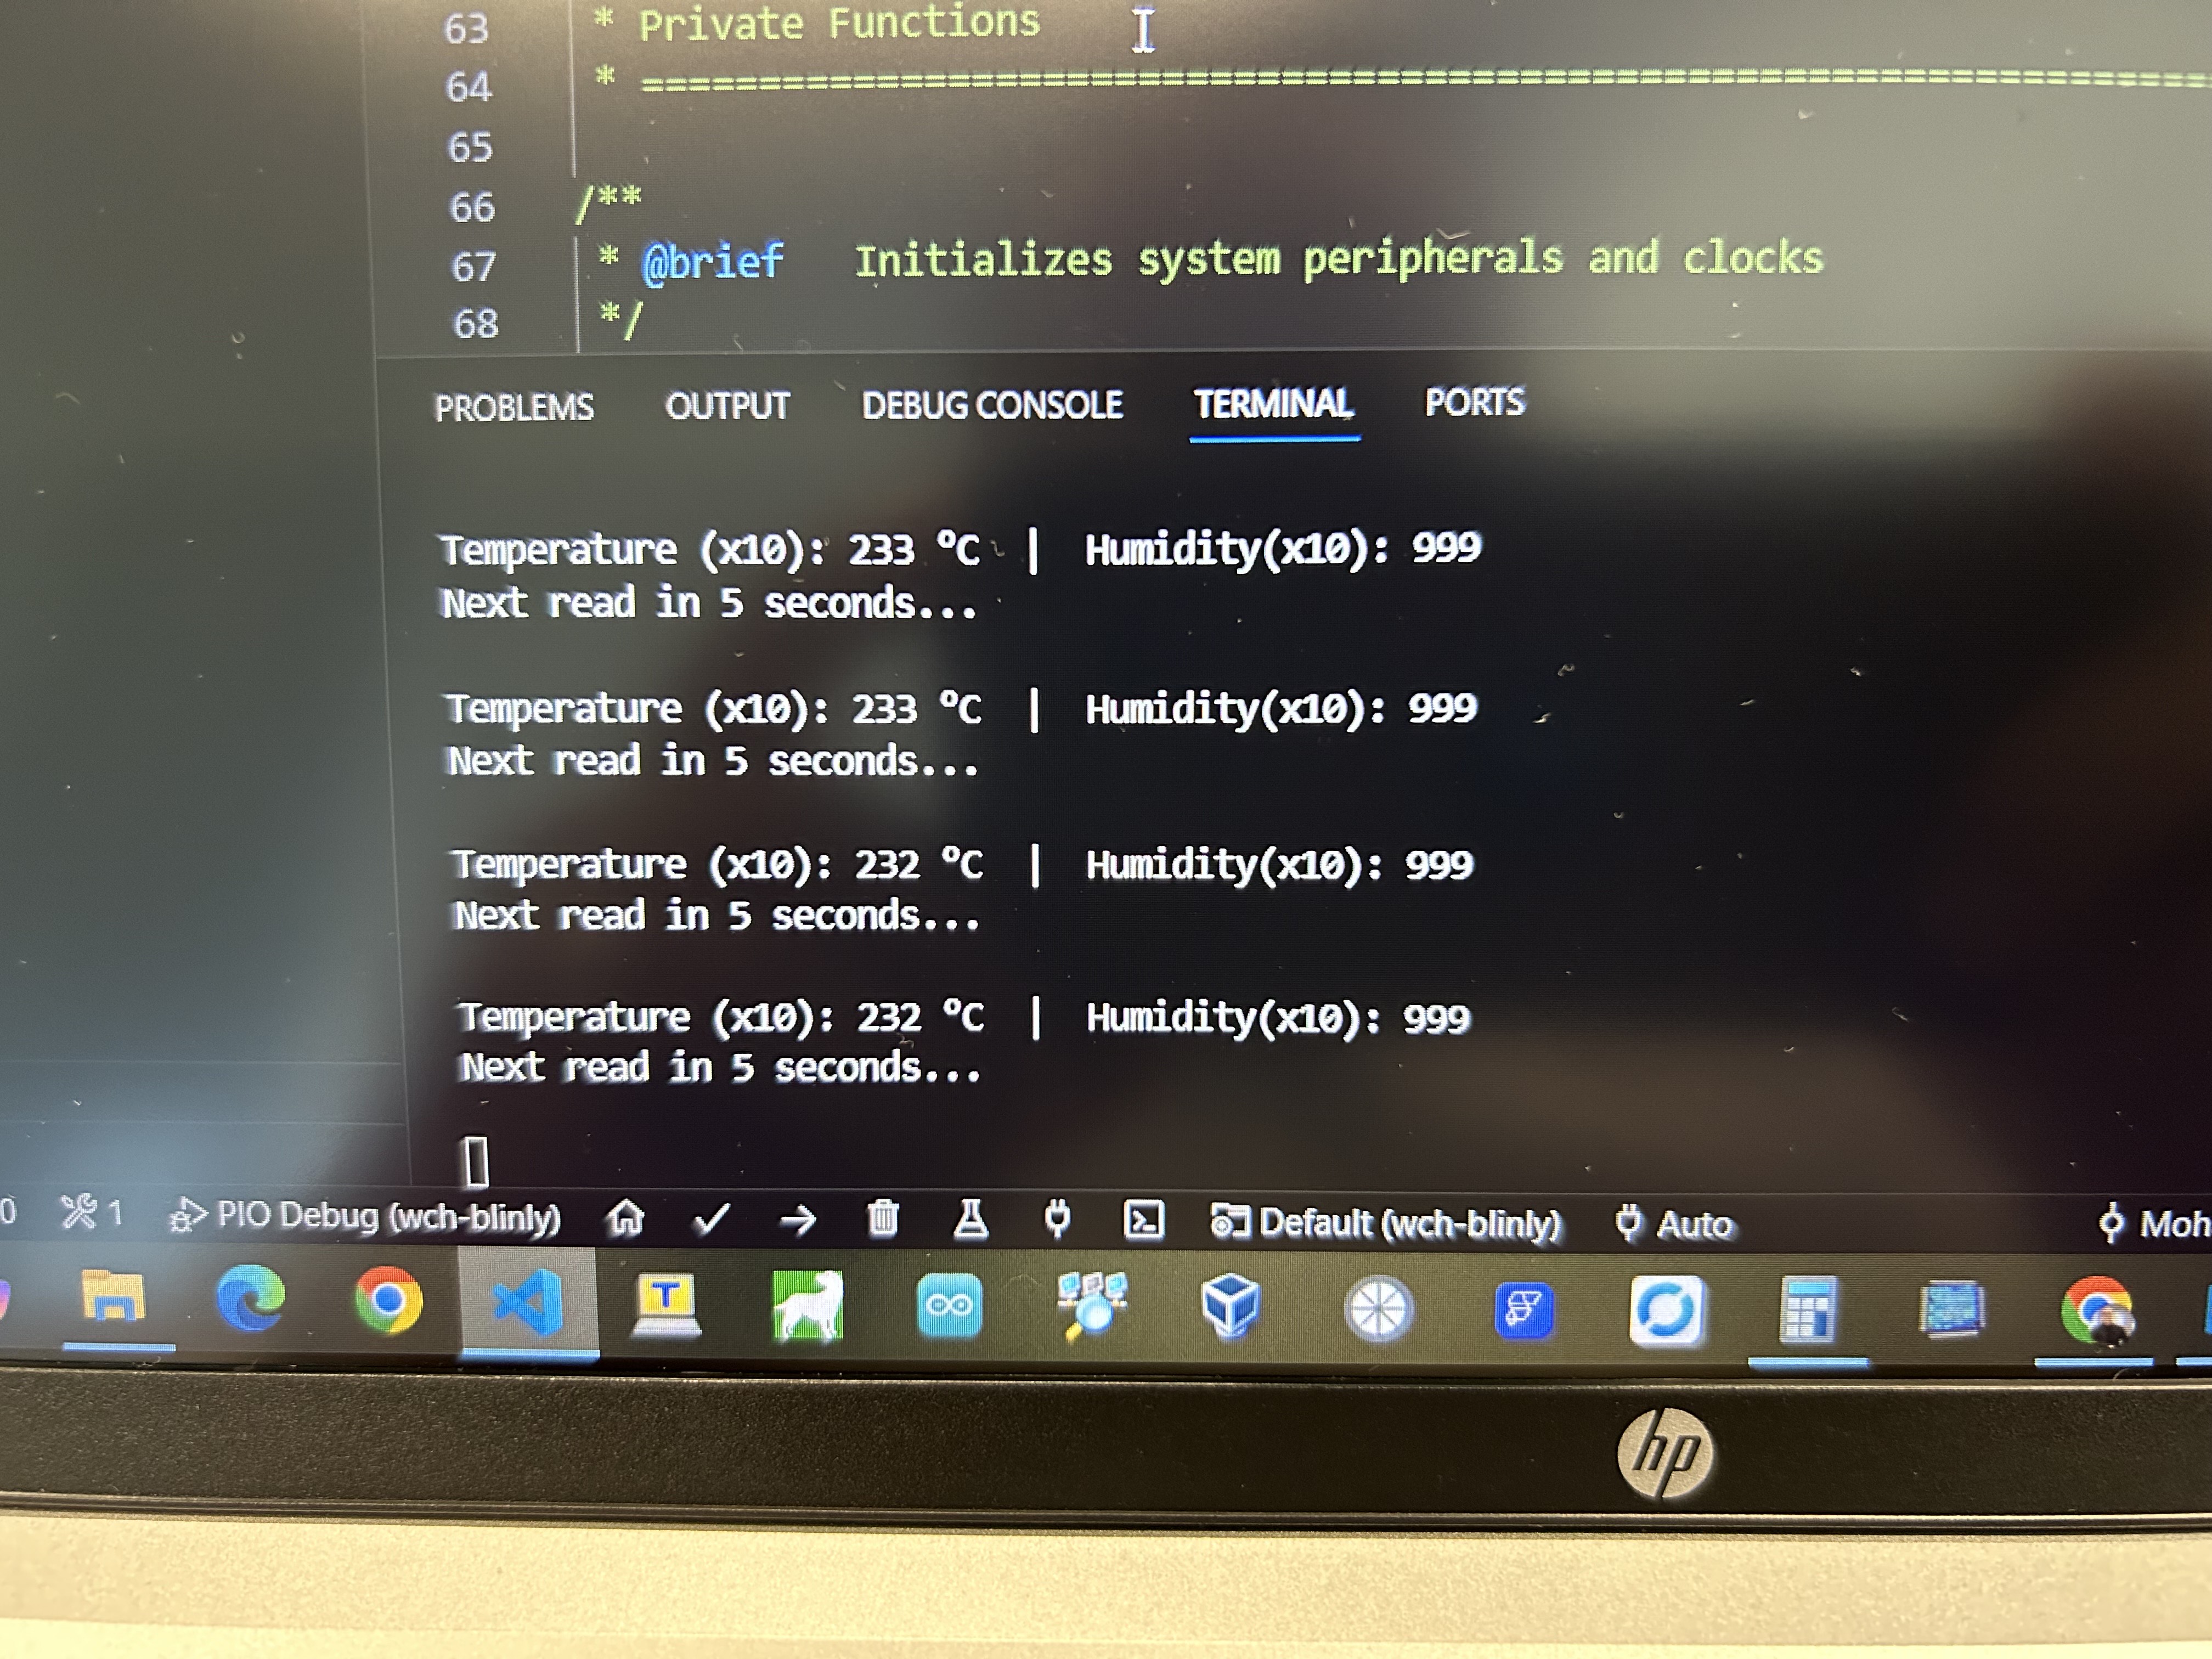 63 * Private Functions
64 * ==================================================================
65
66 /**
67 * @brief Initializes system peripherals and clocks
68 */
PROBLEMS OUTPUT DEBUG CONSOLE TERMINAL PORTS
Temperature (x10): 233 ºC | Humidity(x10): 999
Next read in 5 seconds...
Temperature (x10): 233 ºC | Humidity(x10): 999
Next read in 5 seconds...
Temperature (x10): 232 ºC | Humidity(x10): 999
Next read in 5 seconds...
Temperature (x10): 232 ºC | Humidity(x10): 999
Next read in 5 seconds...
0 1 PIO Debug (wch-blinly) Default (wch-blinly) Auto Moh
T
hp